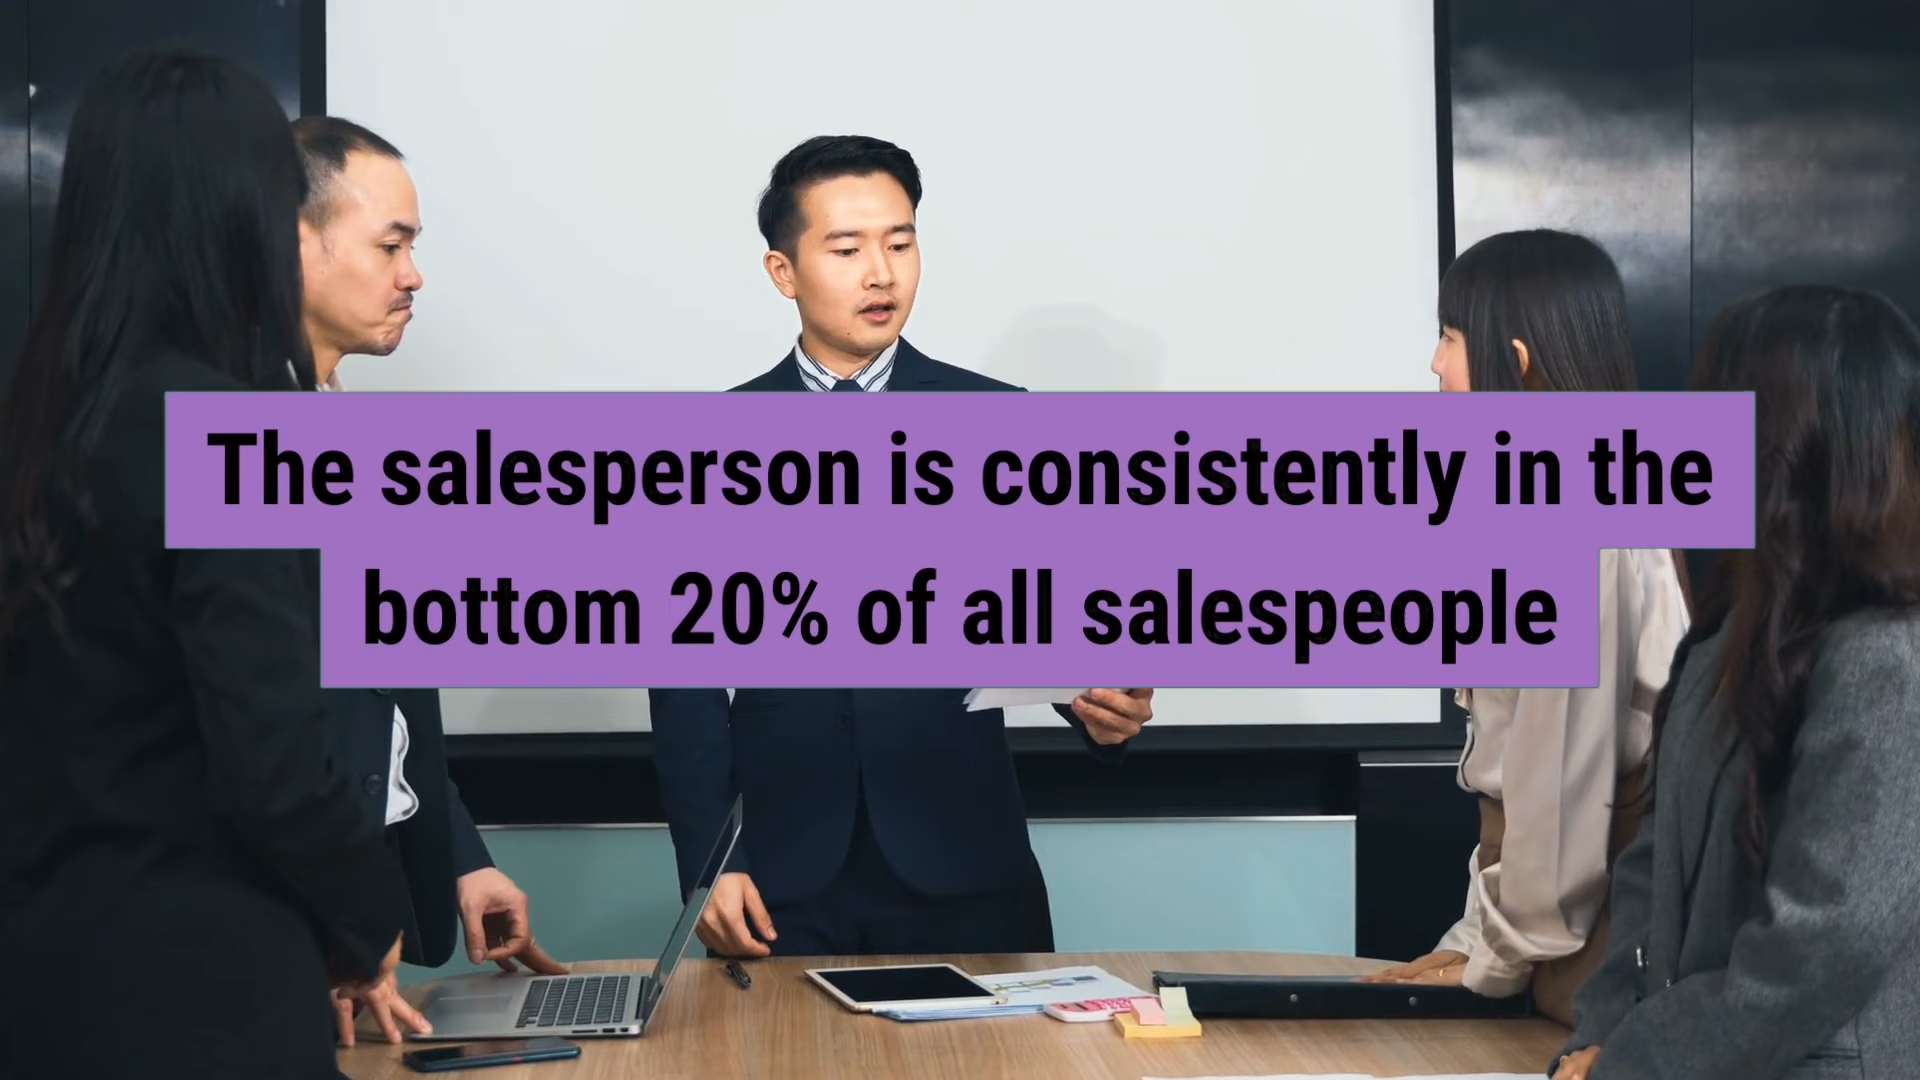 The salesperson is consistently in the
bottom 20% of all salespeople